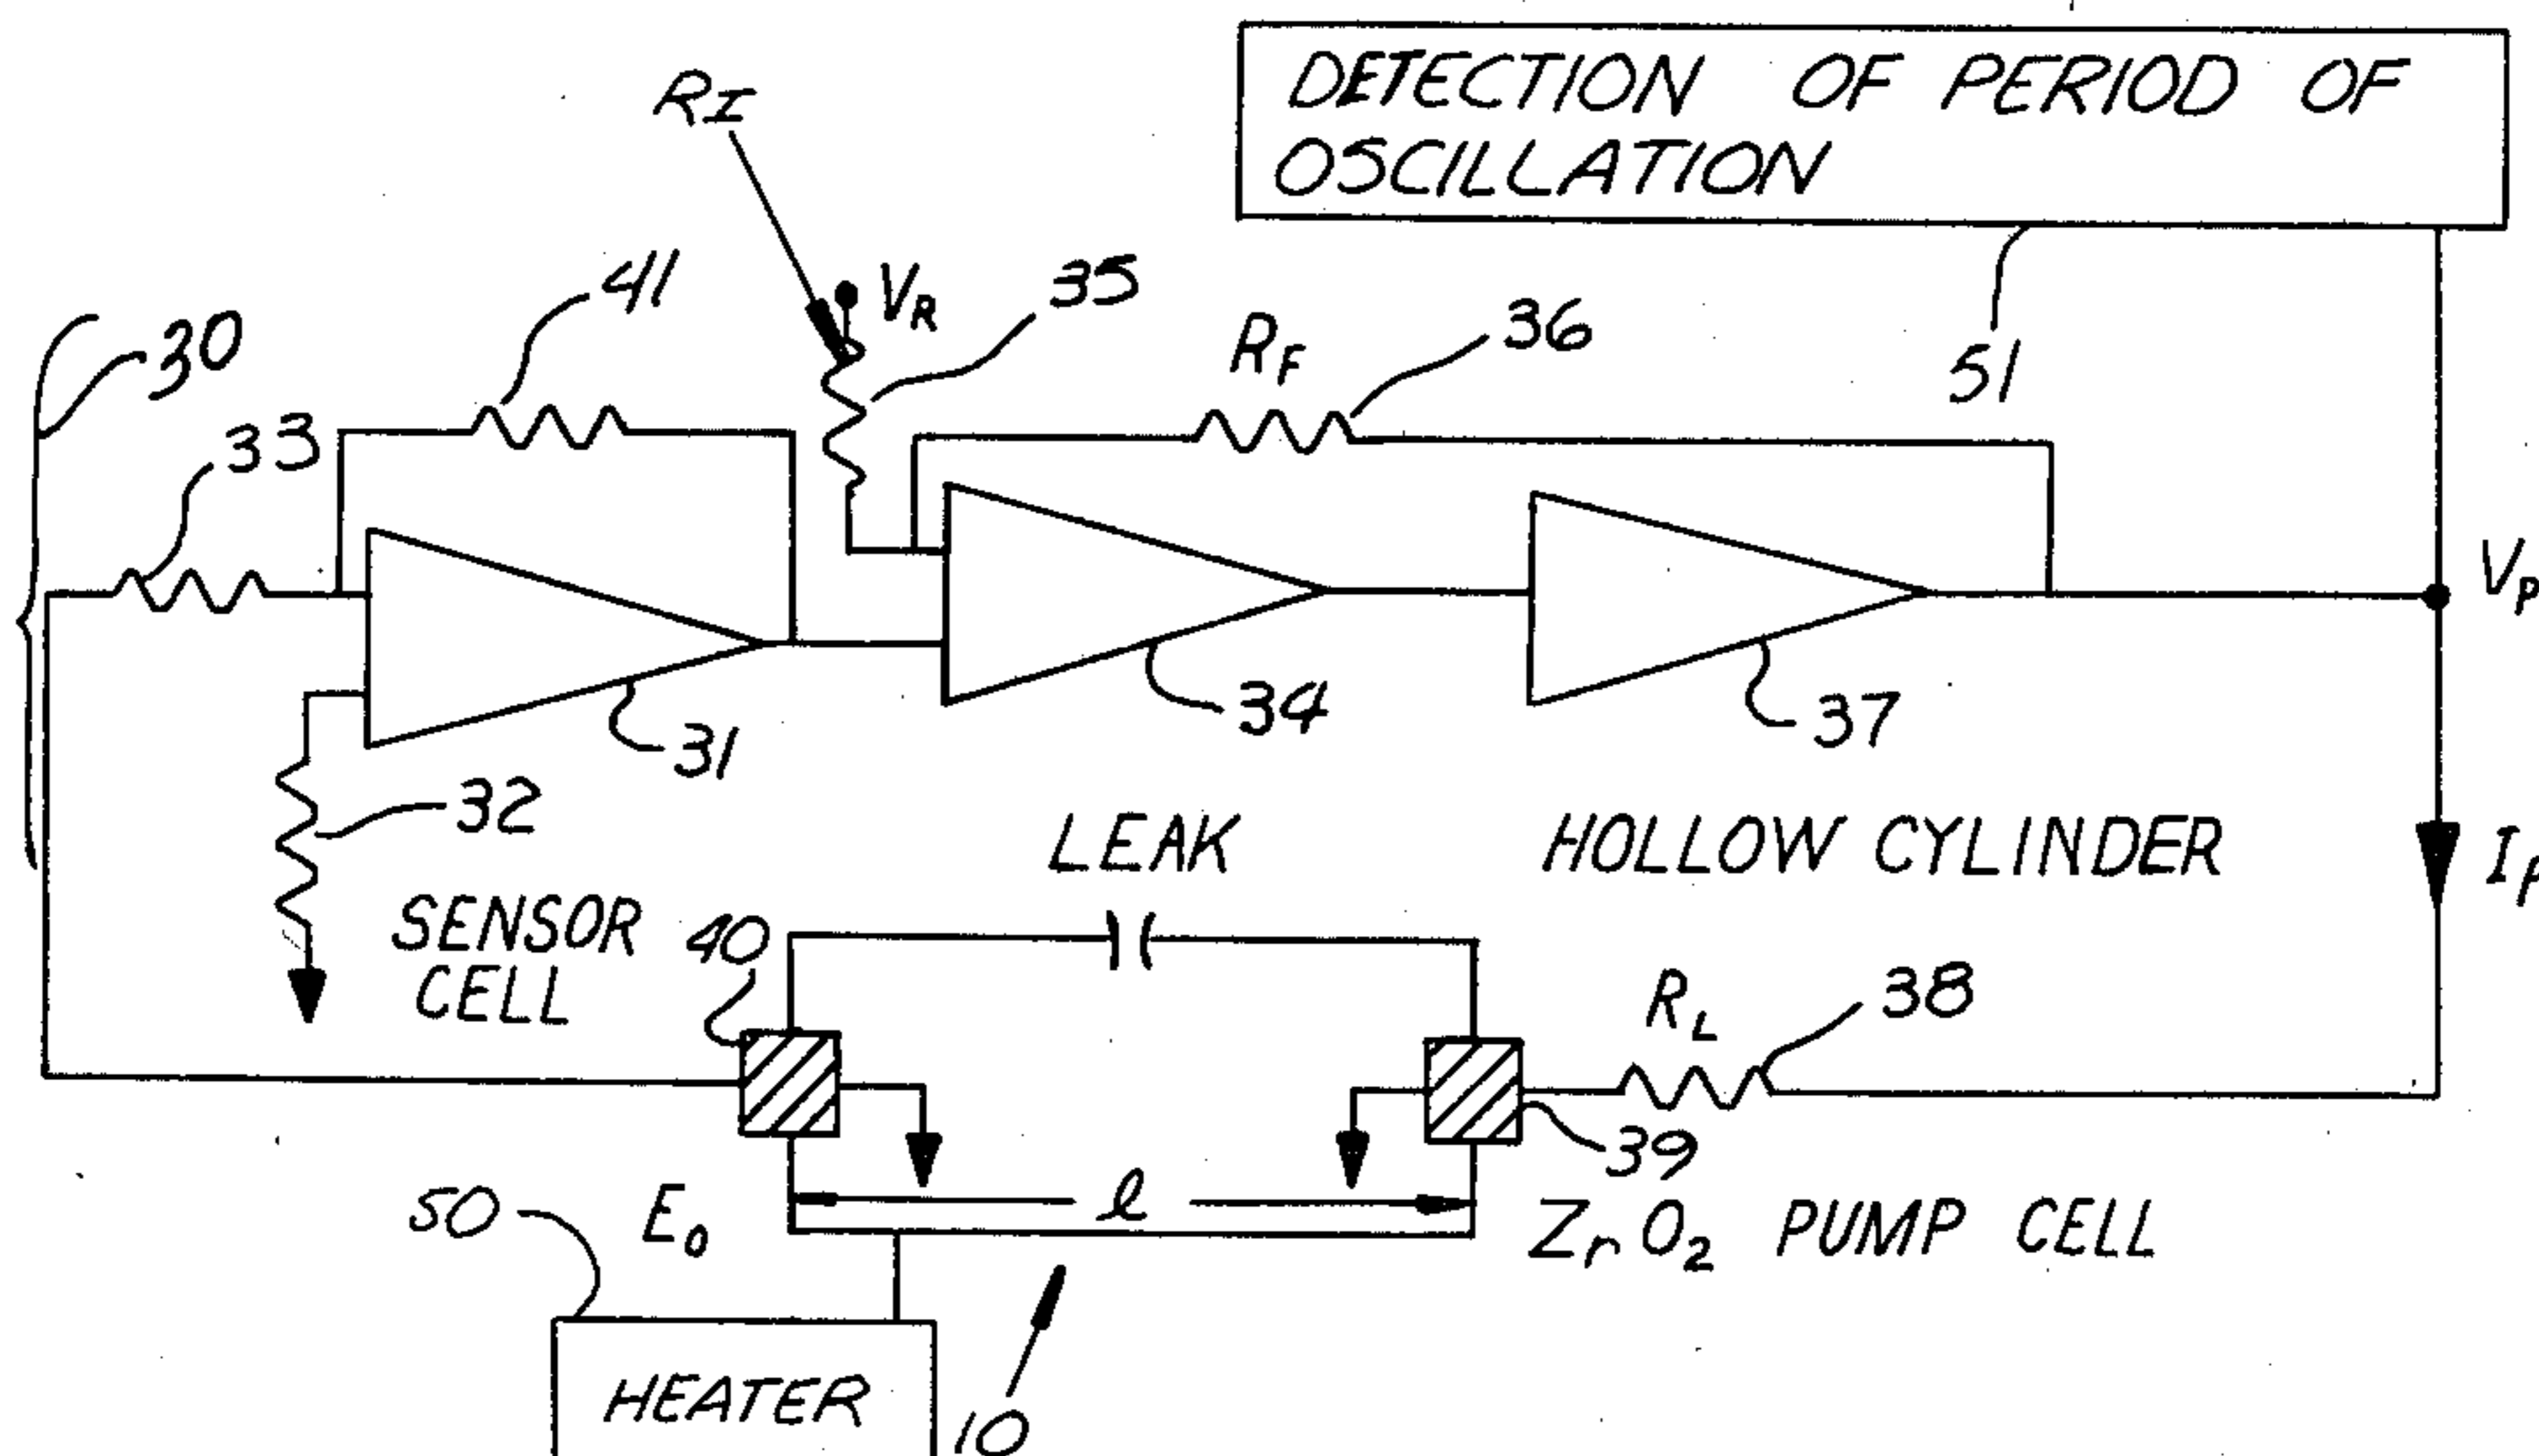 DETECTION OF PERIOD OF
OSCILLATION
RI
VR
41
35
RF
36
51
30
33
VP
31
34
37
32
LEAK
HOLLOW CYLINDER
IP
SENSOR
CELL
40
RL
38
39
l
50
E0
ZrO2 PUMP CELL
HEATER
10